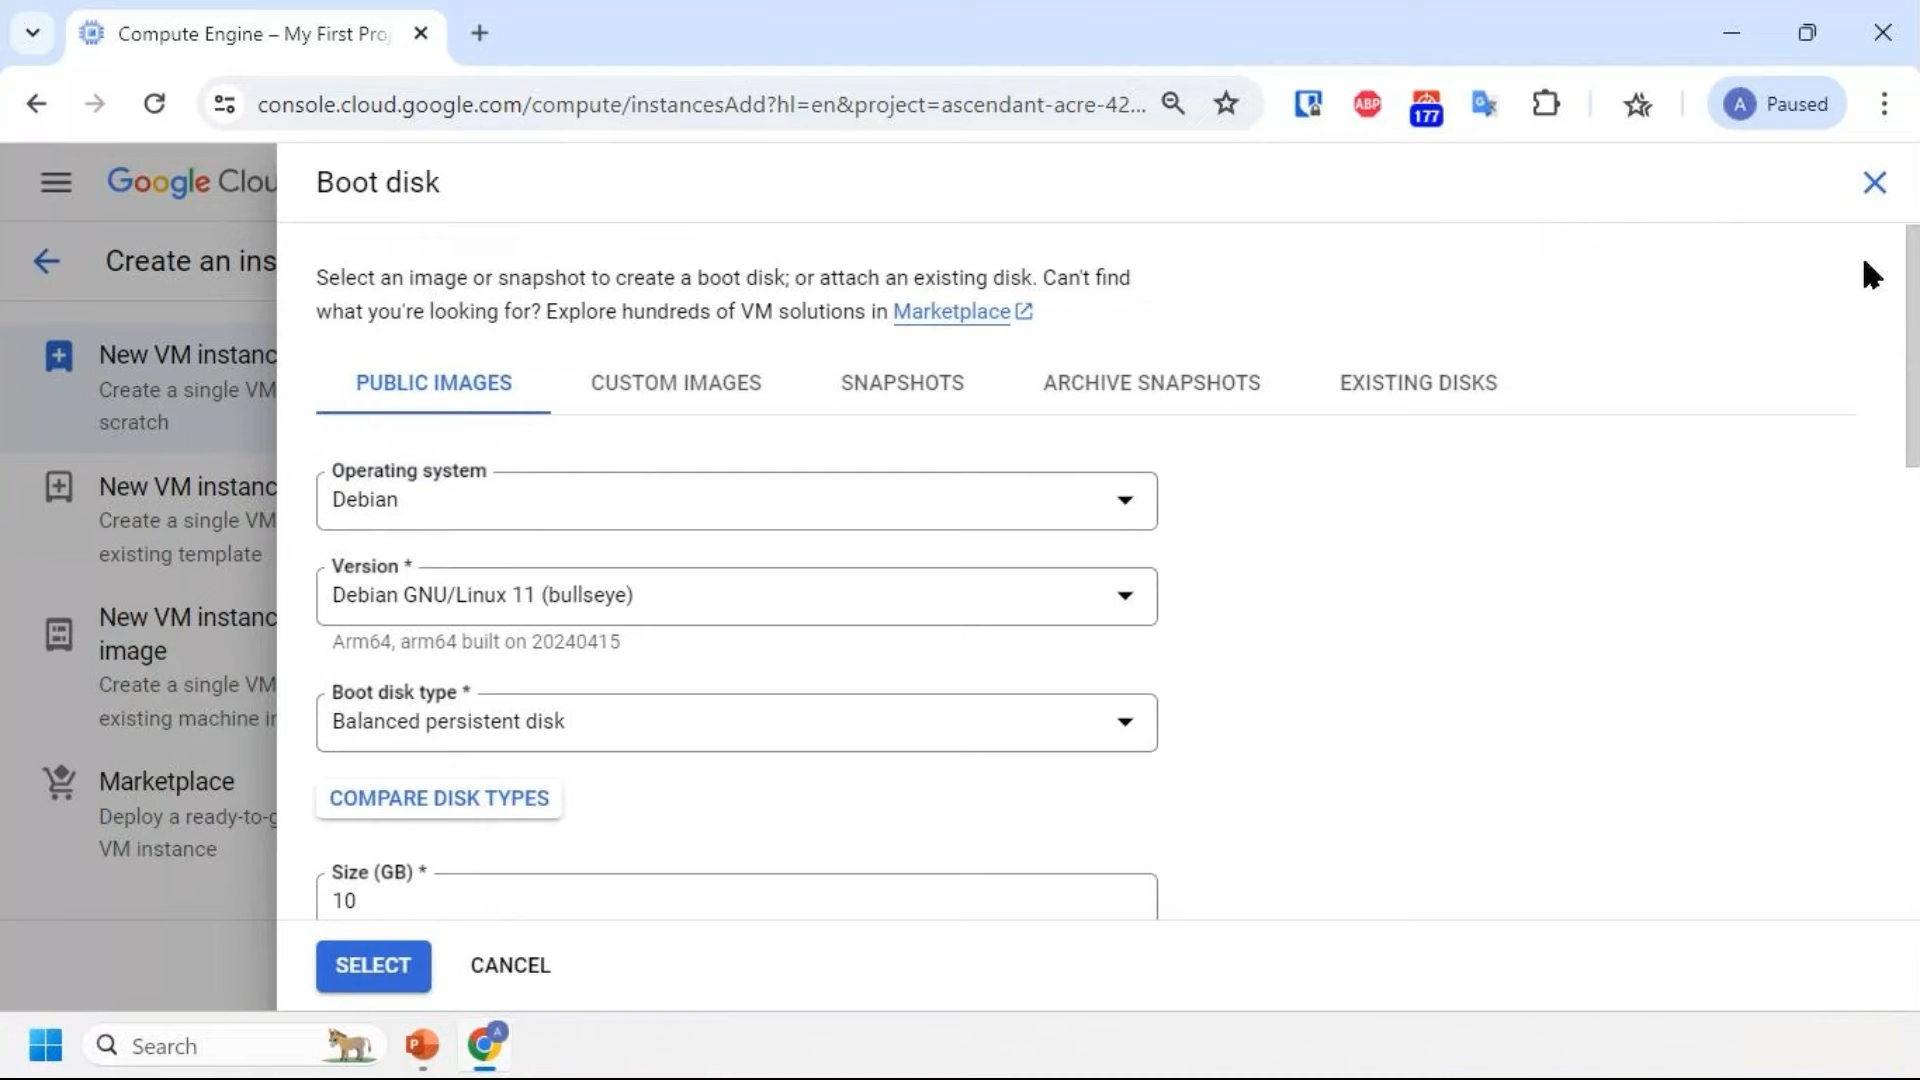 Compute Engine – My First Pro
console.cloud.google.com/compute/instancesAdd?hl=en&project=ascendant-acre-42...
ABP
177
A
Paused
Google Clou
Boot disk
Create an ins
New VM instanc
Create a single VM
scratch
New VM instanc
Create a single VM
existing template
New VM instanc
image
Create a single VM
existing machine ir
Marketplace
Deploy a ready-to-g
VM instance
Select an image or snapshot to create a boot disk; or attach an existing disk. Can't find
what you're looking for? Explore hundreds of VM solutions in Marketplace
PUBLIC IMAGES
CUSTOM IMAGES
SNAPSHOTS
ARCHIVE SNAPSHOTS
EXISTING DISKS
Operating system
Debian
Version *
Debian GNU/Linux 11 (bullseye)
Arm64, arm64 built on 20240415
Boot disk type *
Balanced persistent disk
COMPARE DISK TYPES
Size (GB) *
10
SELECT
CANCEL
Search
P
A